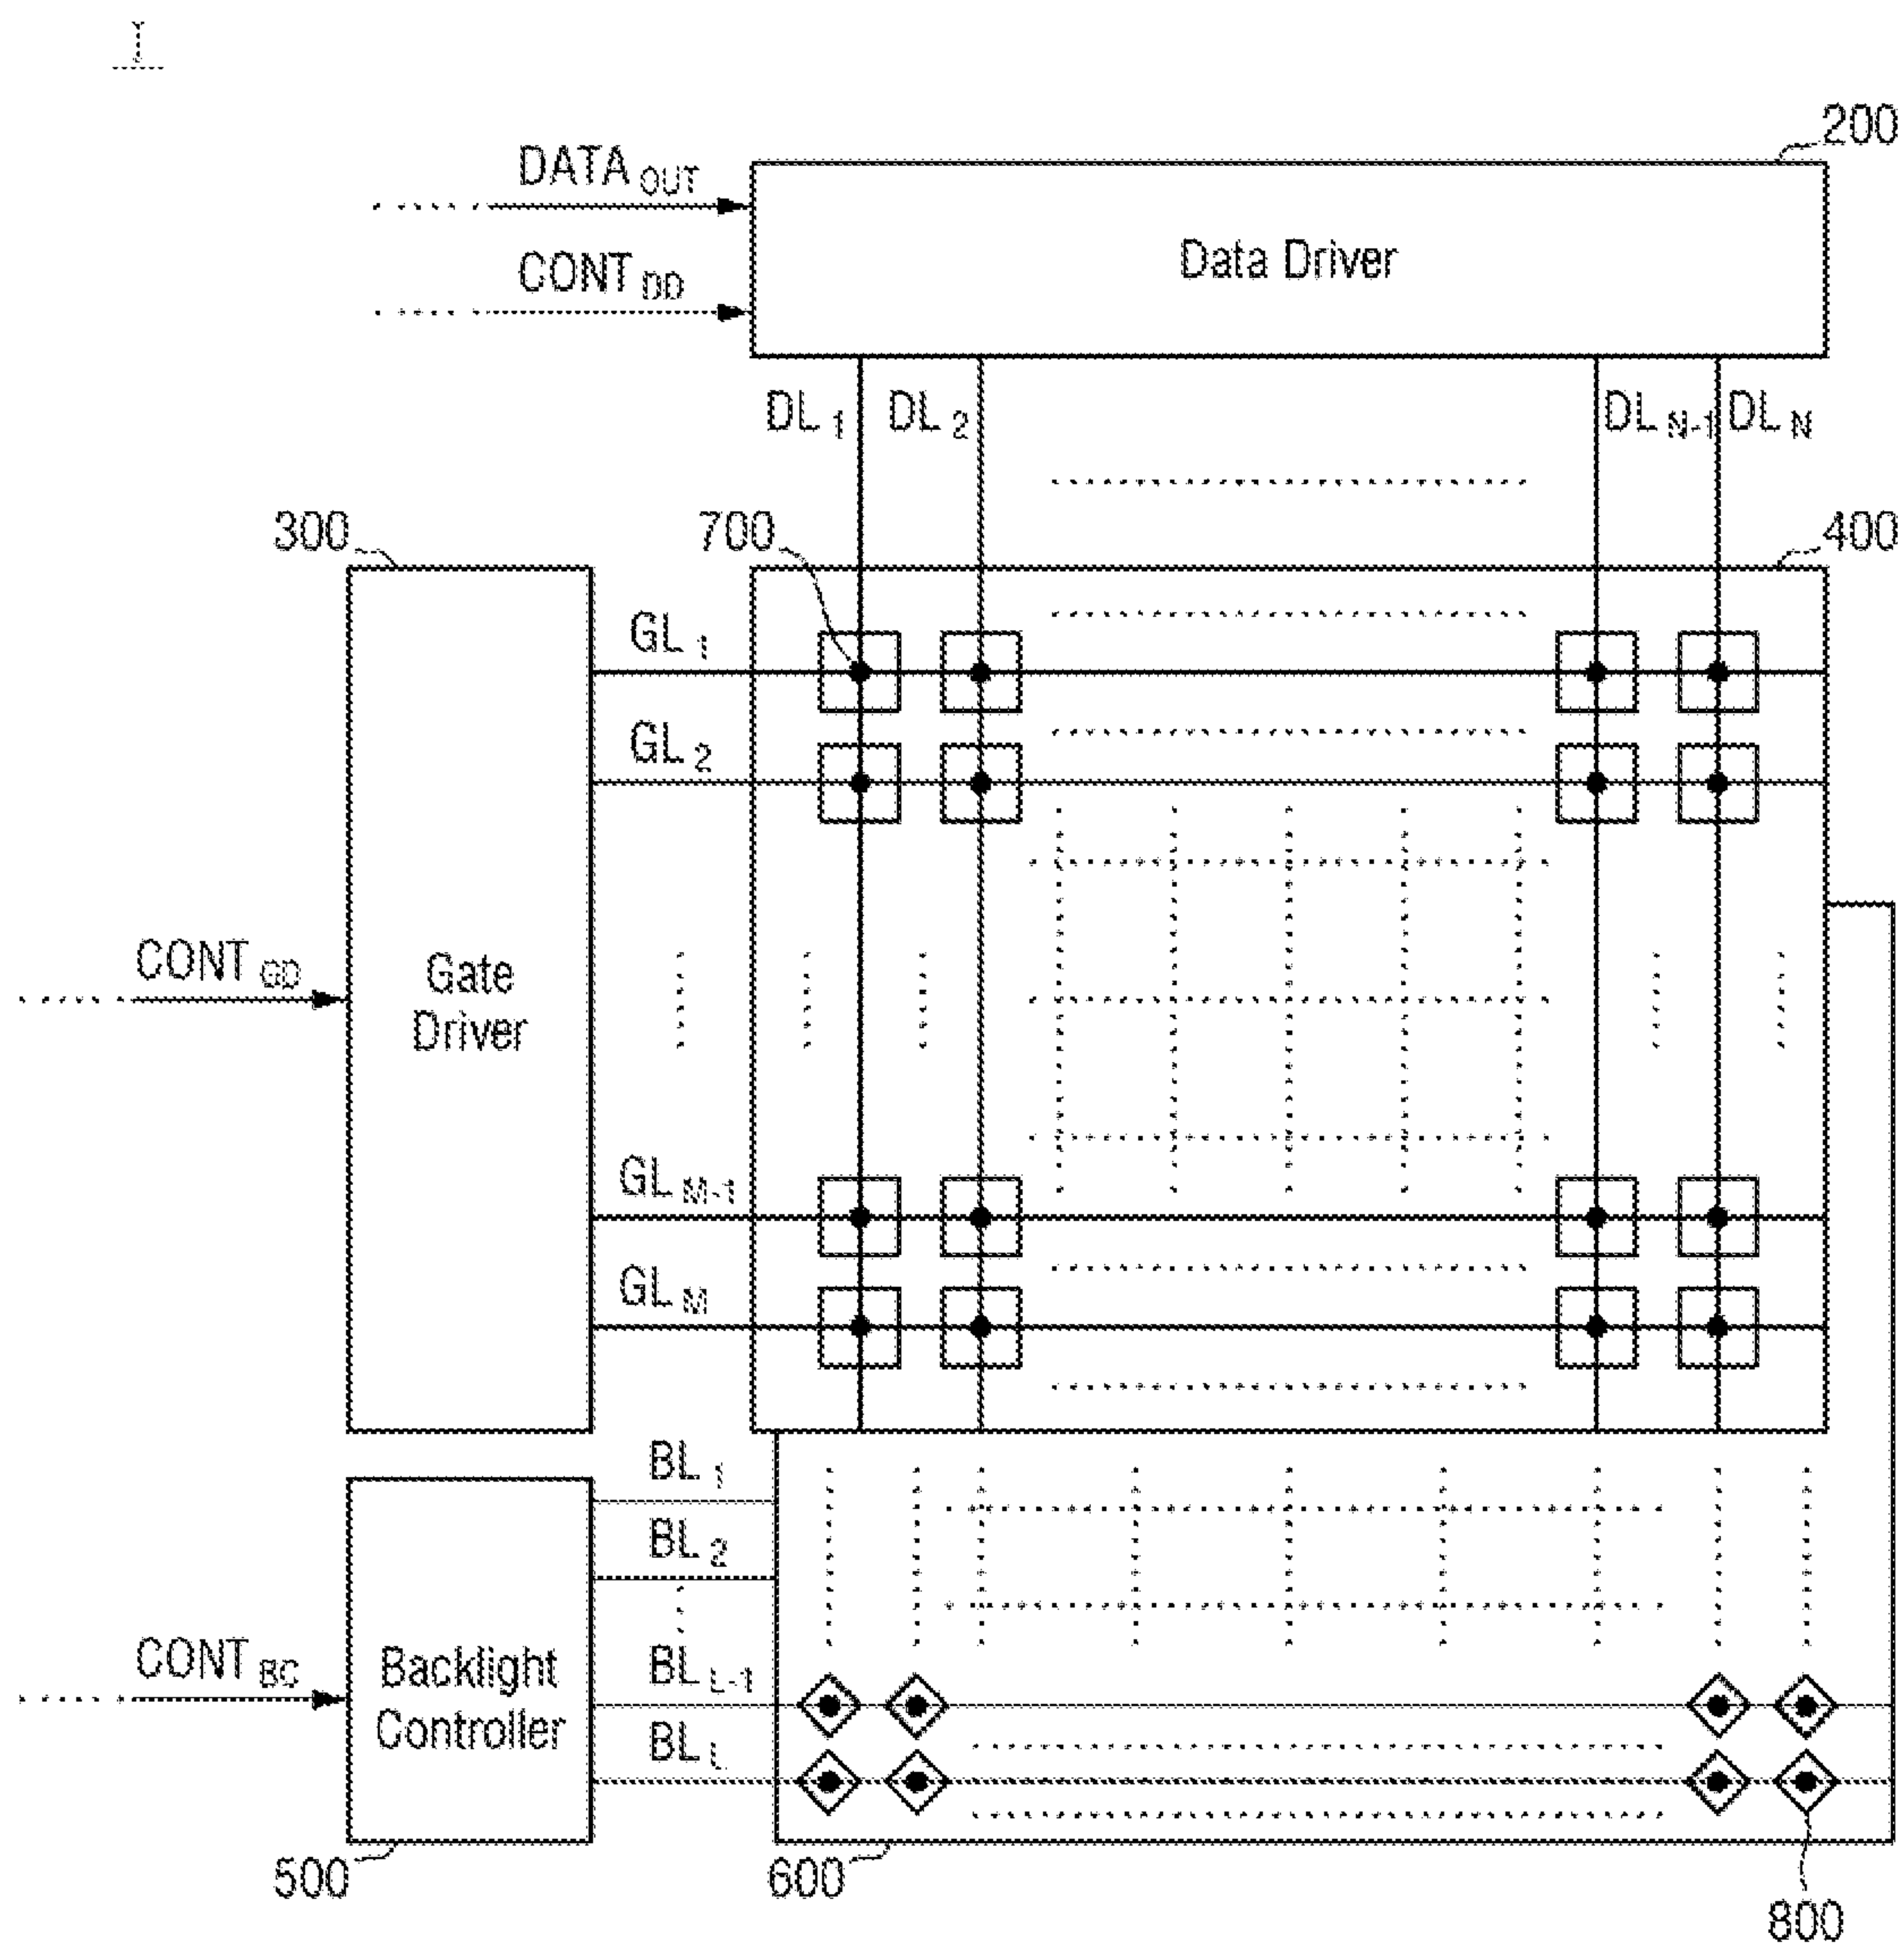 1
200
DATA OUT
Data Driver
CONT DD
DL 1 DL 2 DL N-1 DL N
300 700 400
GL 1
GL 2
CONT GD
Gate
Driver
GL M-1
GL M
BL 1
BL 2
CONT BC
Backlight
Controller
BL L-1
BL L
500 600 800